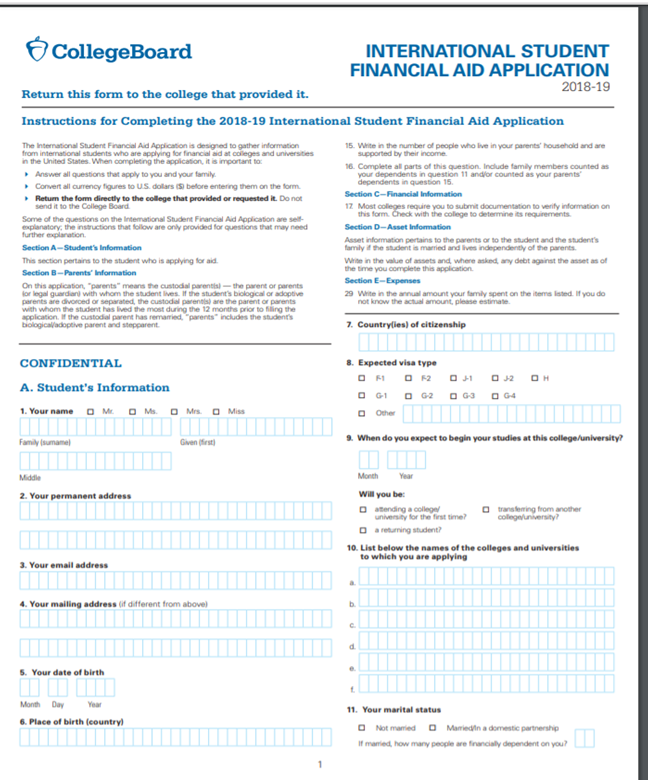 CollegeBoard
INTERNATIONAL STUDENT
FINANCIAL AID APPLICATION
2018-19
Return this form to the college that provided it.
Instructions for Completing the 2018-19 International Student Financial Aid Application
The International Student Financial Aid Application is designed to gather information
from international students who are applying for financial aid at colleges and universities
in the United States. When completing the application, it is important to:
Answer all questions that apply to you and your family.
Convert all currency figures to U.S. dollars ($) before entering them on the form.
Return the form directly to the college that provided or requested it. Do not
send it to the College Board.
Some of the questions on the International Student Financial Aid Application are self-
explanatory; the instructions that follow are only provided for questions that may need
further explanation.
Section A—Student's Information
This section pertains to the student who is applying for aid.
Section B—Parents' Information
On this application, "parents" means the custodial parent(s) — the parent or parents
(or legal guardian) with whom the student lives. If the student's biological or adoptive
parents are divorced or separated, the custodial parent(s) are the parent or parents
with whom the student has lived the most during the 12 months prior to filling the
application. If the custodial parent has remarried, "parents" includes the student's
biological/adoptive parent and stepparent.
15. Write in the number of people who live in your parents' household and are
supported by their income.
16. Complete all parts of this question. Include family members counted as
your dependents in question 11 and/or counted as your parents'
dependents in question 15.
Section C—Financial Information
17. Most colleges require you to submit documentation to verify information on
this form. Check with the college to determine its requirements.
Section D—Asset Information
Asset information pertains to the parents or to the student and the student's
family if the student is married and lives independently of the parents.
Write in the value of assets and, where asked, any debt against the asset as of
the time you complete this application.
Section E—Expenses
29 Write in the annual amount your family spent on the items listed. If you do
not know the actual amount, please estimate.
CONFIDENTIAL
A. Student's Information
1. Your name Mr. Ms. Mrs. Miss
Family (surname) Given (first)
Middle
2. Your permanent address
3. Your email address
4. Your mailing address (if different from above)
5. Your date of birth
Month Day Year
6. Place of birth (country)
7. Country(ies) of citizenship
8. Expected visa type
F-1 F-2 J-1 J-2 H
G-1 G-2 G-3 G-4
Other
9. When do you expect to begin your studies at this college/university?
Month Year
Will you be:
attending a college/
university for the first time?
transferring from another
college/university?
a returning student?
10. List below the names of the colleges and universities
to which you are applying
a.
b.
c.
d.
e.
f.
11. Your marital status
Not married Married/In a domestic partnership
If married, how many people are financially dependent on you?
1